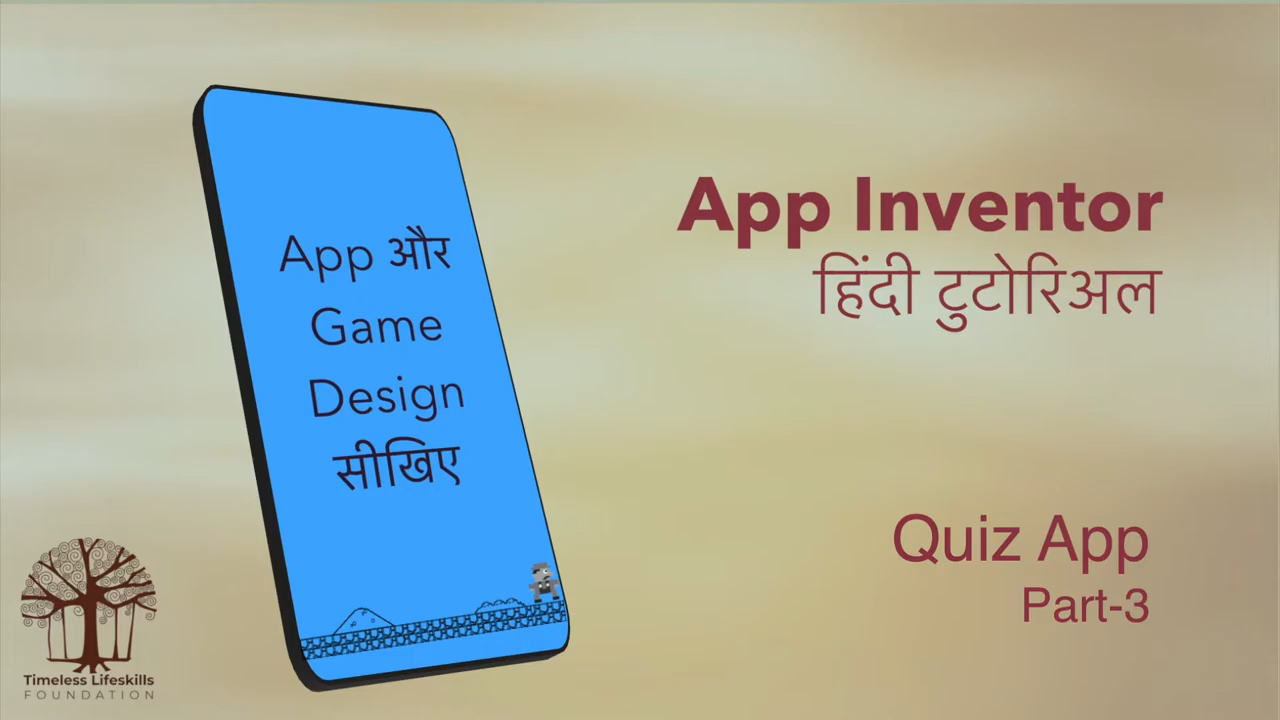 App और
Game
Design
सीखिए
App Inventor
हिंदी टुटोरिअल
Quiz App
Part-3
Timeless Lifeskills
FOUNDATION